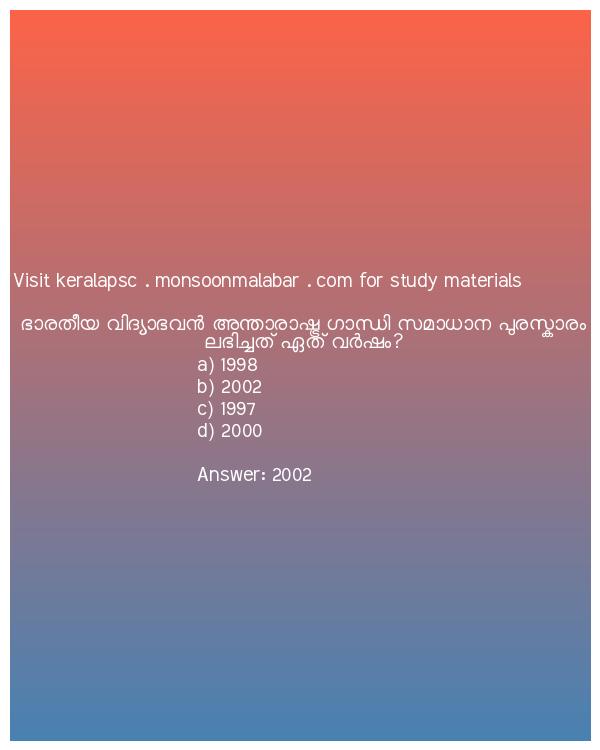 Visit keralapsc . monsoonmalabar . com for study materials
ഭാരതീയ വിദ്യാഭവൻ അന്താരാഷ്ട്ര ഗാന്ധി സമാധാന പുരസ്കാരം
ലഭിച്ചത് ഏത് വർഷം?
a) 1998
b) 2002
c) 1997
d) 2000
Answer: 2002